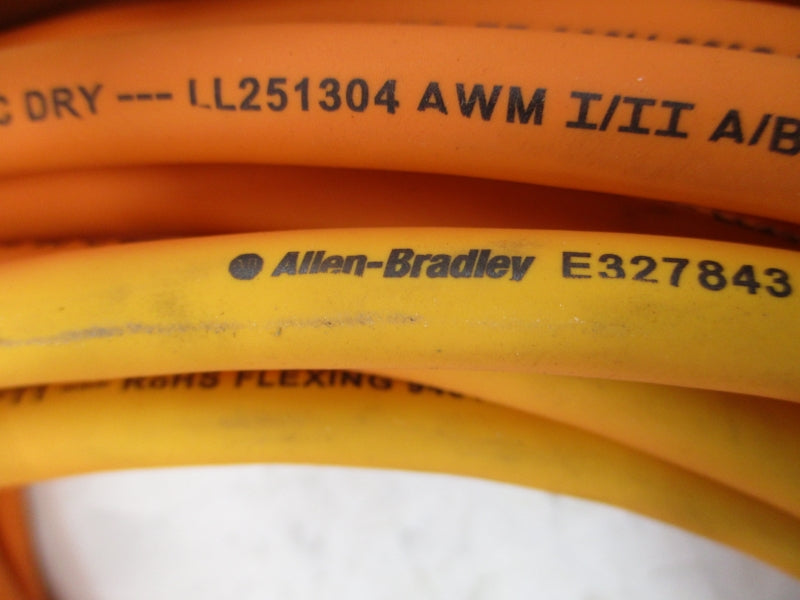 C DRY --- LL251304 AWM I/II A/B
Allen-Bradley E327843
--- RoHS FLEXING